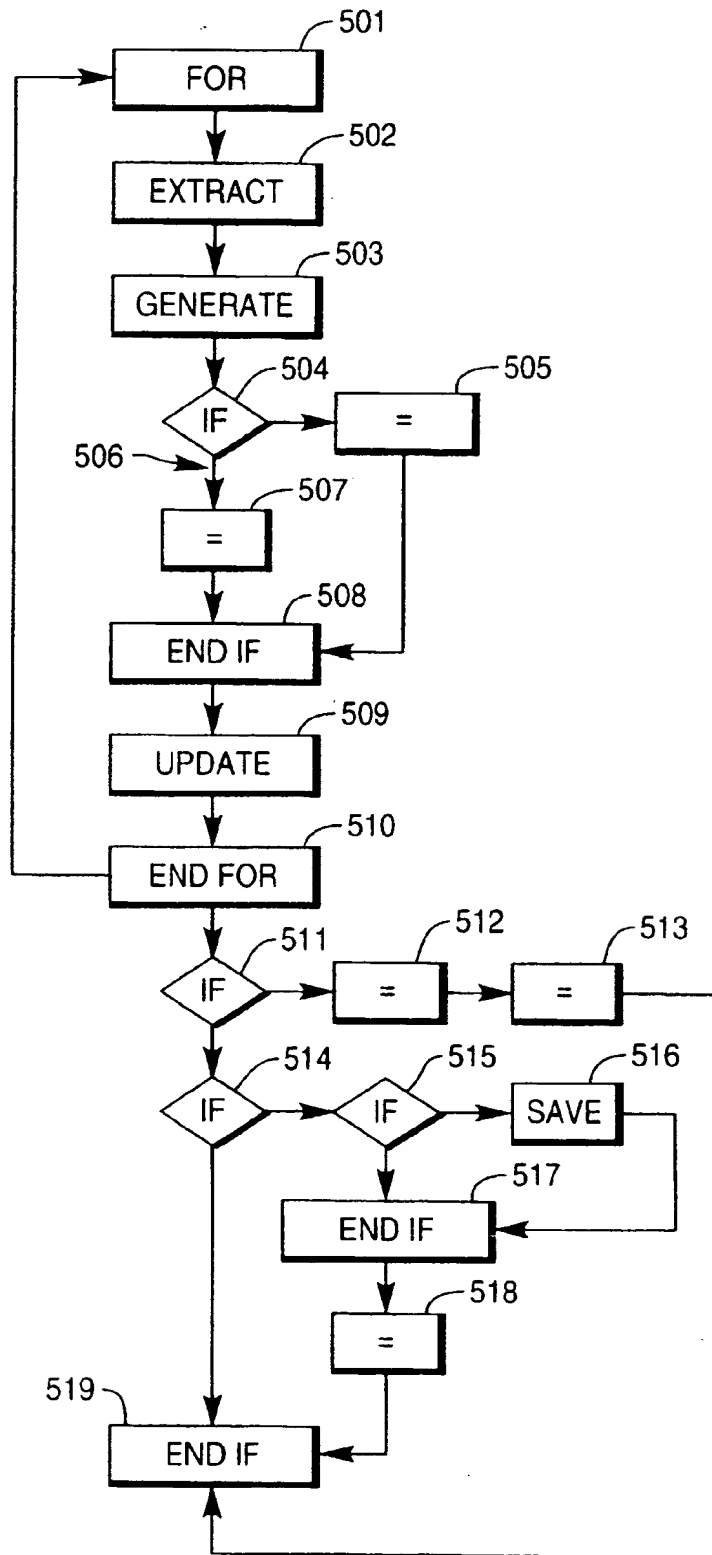 501
FOR
502
EXTRACT
503
GENERATE
504
IF
505
=
506
507
=
508
END IF
509
UPDATE
510
END FOR
511
IF
512
=
513
=
514
IF
515
IF
516
SAVE
517
END IF
518
=
519
END IF